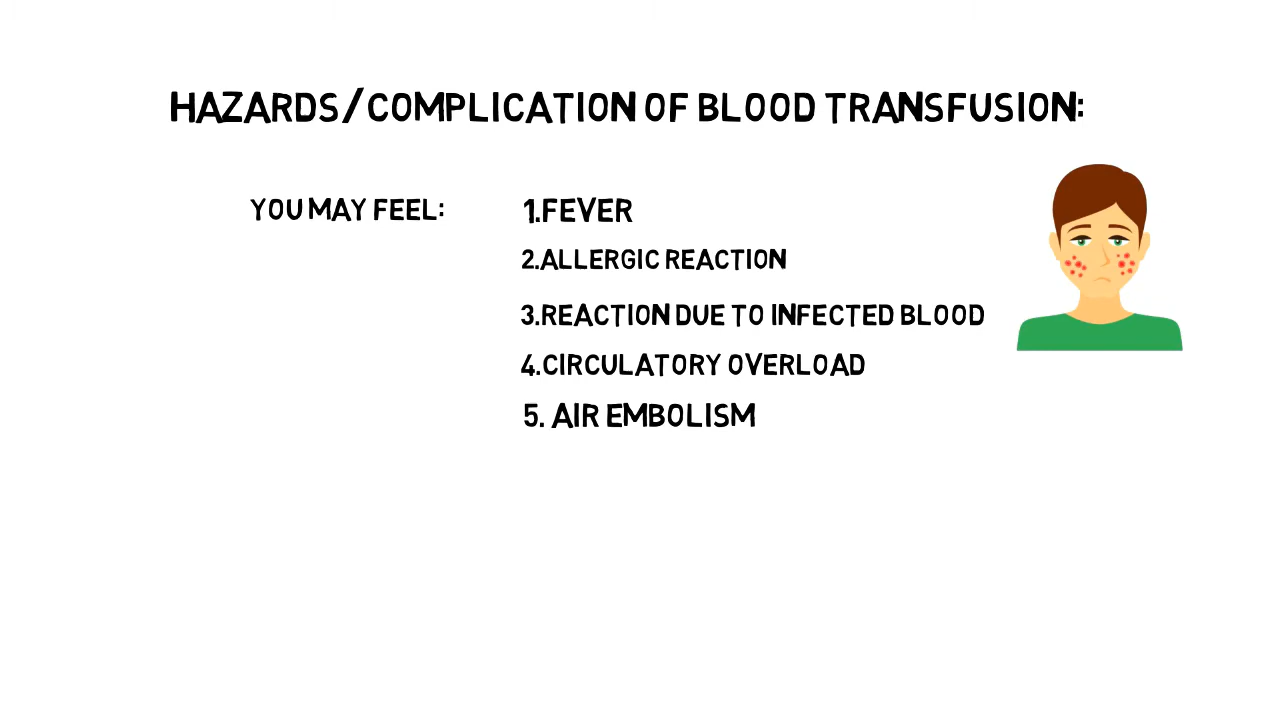 HAZARDS/COMPLICATION OF BLOOD TRANSFUSION:
YOU MAY FEEL:
1.FEVER
2.ALLERGIC REACTION
3.REACTION DUE TO INFECTED BLOOD
4.CIRCULATORY OVERLOAD
5. AIR EMBOLISM